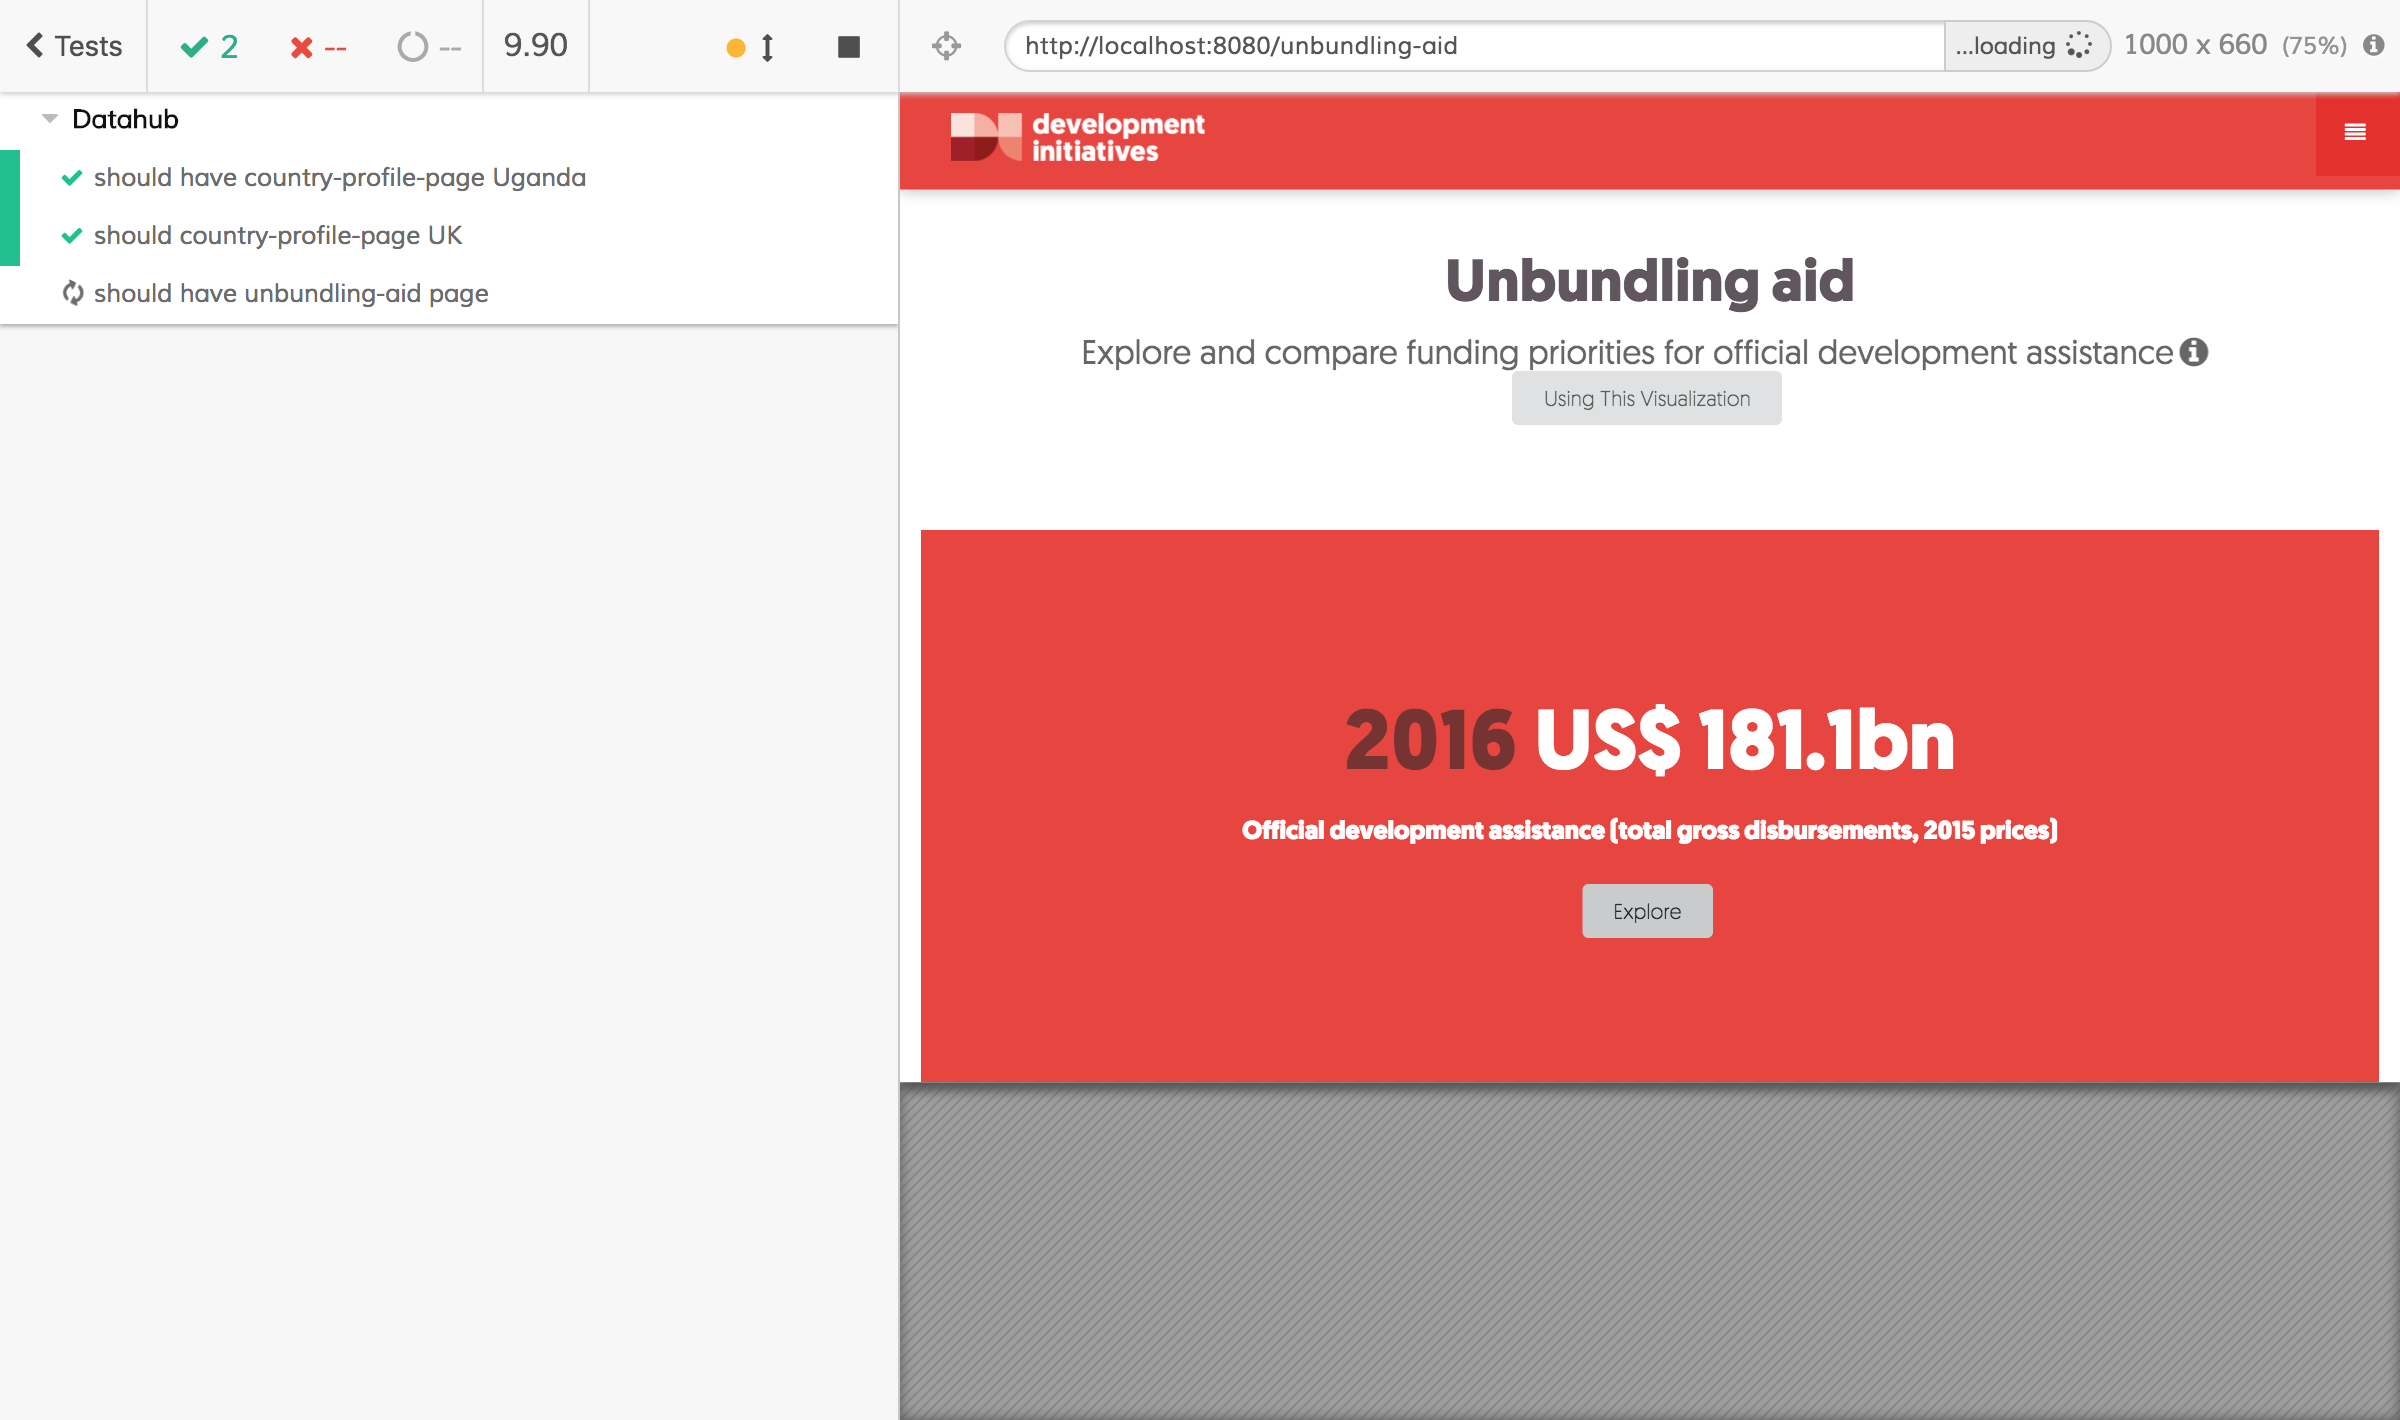 Tests 2 -- -- 9.90
http://localhost:8080/unbundling-aid ...loading 1000 x 660 (75%)
Datahub
should have country-profile-page Uganda
should country-profile-page UK
should have unbundling-aid page
development
initiatives
Unbundling aid
Explore and compare funding priorities for official development assistance
Using This Visualization
2016 US$ 181.1bn
Official development assistance (total gross disbursements, 2015 prices)
Explore